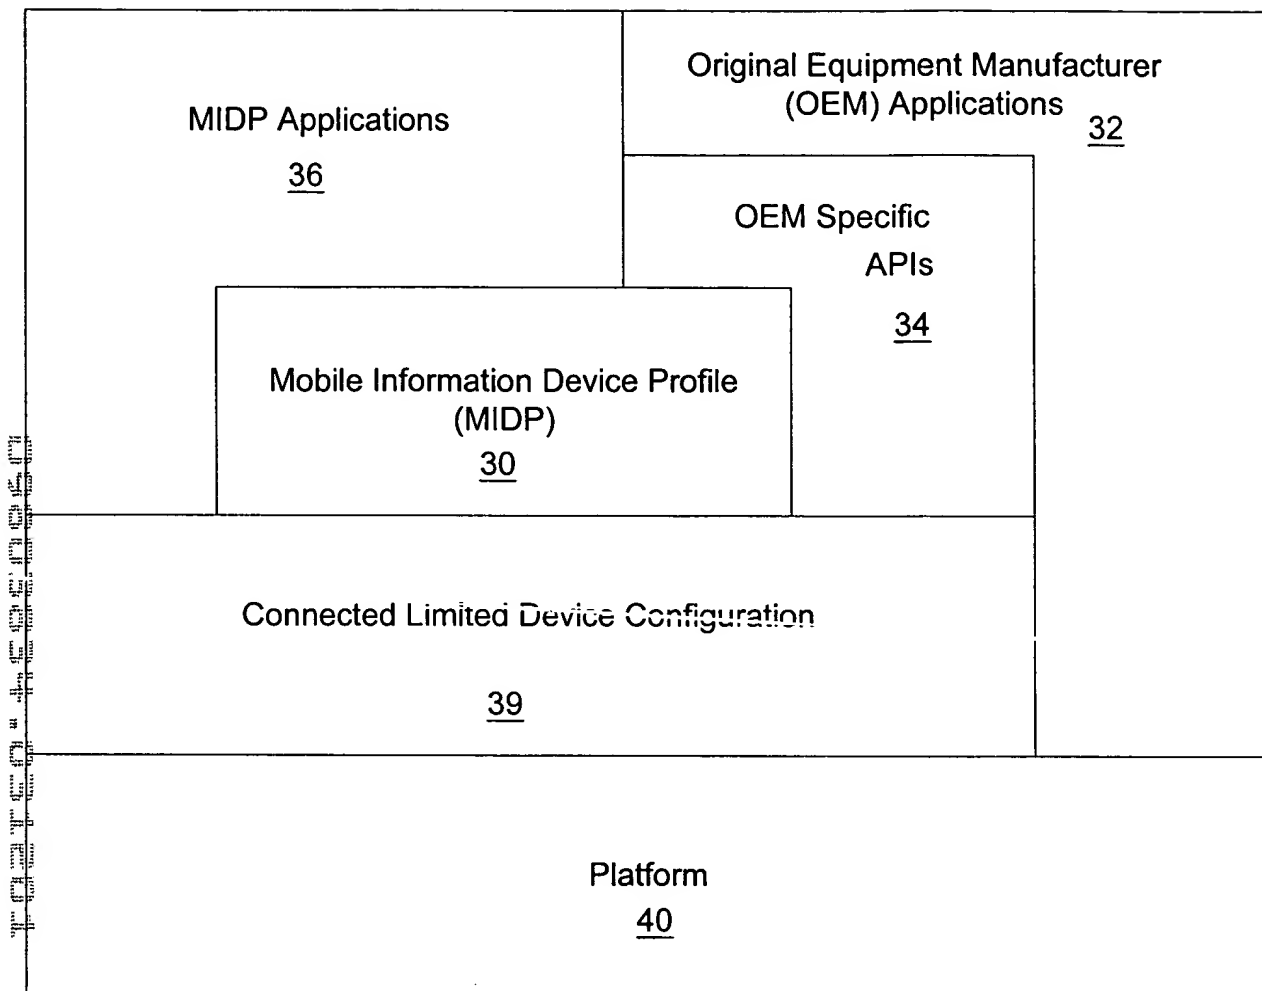 MIDP Applications
36
Original Equipment Manufacturer
(OEM) Applications
32
OEM Specific
APIs
34
Mobile Information Device Profile
(MIDP)
30
Connected Limited Device Configuration
39
Platform
40